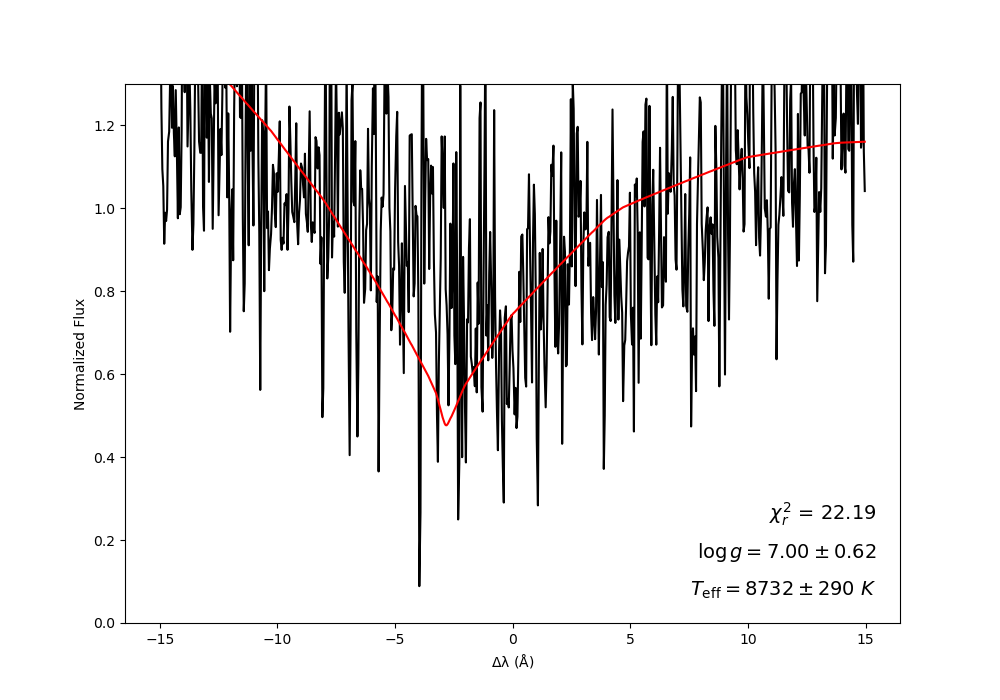 1.2
1.0
0.8
0.6
0.4
0.2
0.0
Normalized Flux
χ²ᵣ = 22.19
log g = 7.00 ± 0.62
T_eff = 8732 ± 290 K
−15
−10
−5
0
5
10
15
Δλ (Å)